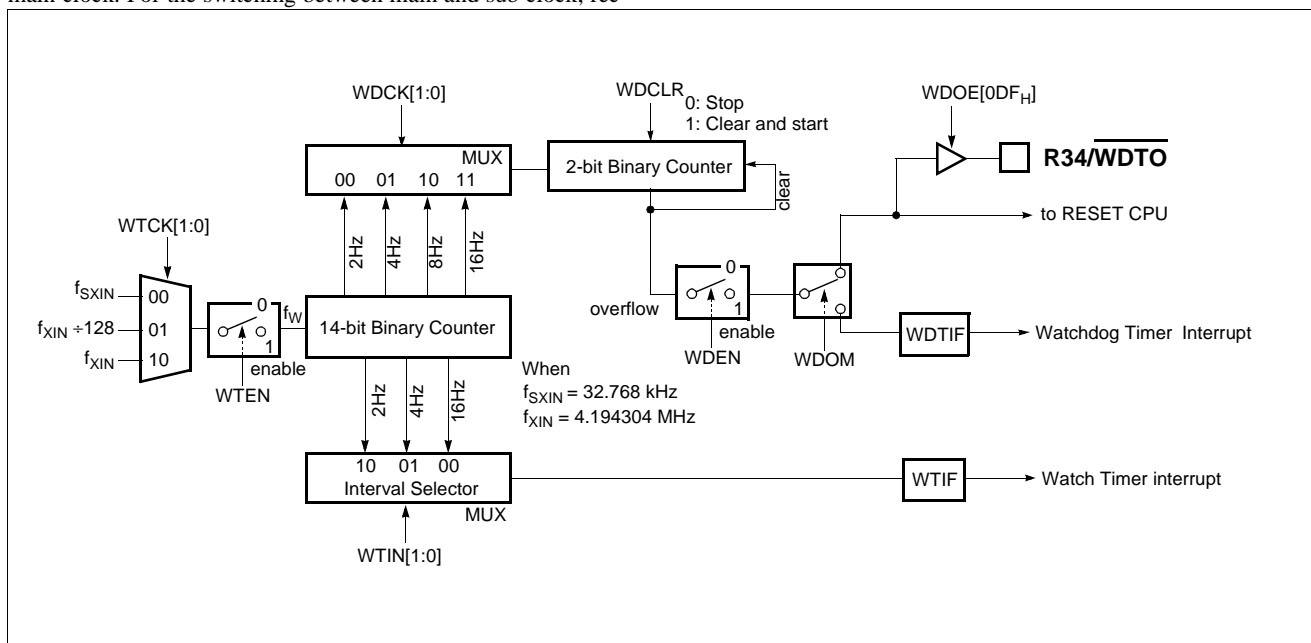 main clock. For the switching between main and sub clock, rec
WDCK[1:0]
WDCLR
0: Stop
1: Clear and start
WDOE[0DFH]
MUX
00 01 10 11
2-bit Binary Counter
clear
R34/WDTO
to RESET CPU
WTCK[1:0]
2Hz
4Hz
8Hz
16Hz
fSXIN
00
fXIN ÷128
01
fXIN
10
0
1
enable
WTEN
fW
14-bit Binary Counter
overflow
0
1
enable
WDEN
WDOM
WDTIF
Watchdog Timer Interrupt
When
fSXIN = 32.768 kHz
fXIN = 4.194304 MHz
2Hz
4Hz
16Hz
10 01 00
Interval Selector
MUX
WTIN[1:0]
WTIF
Watch Timer interrupt